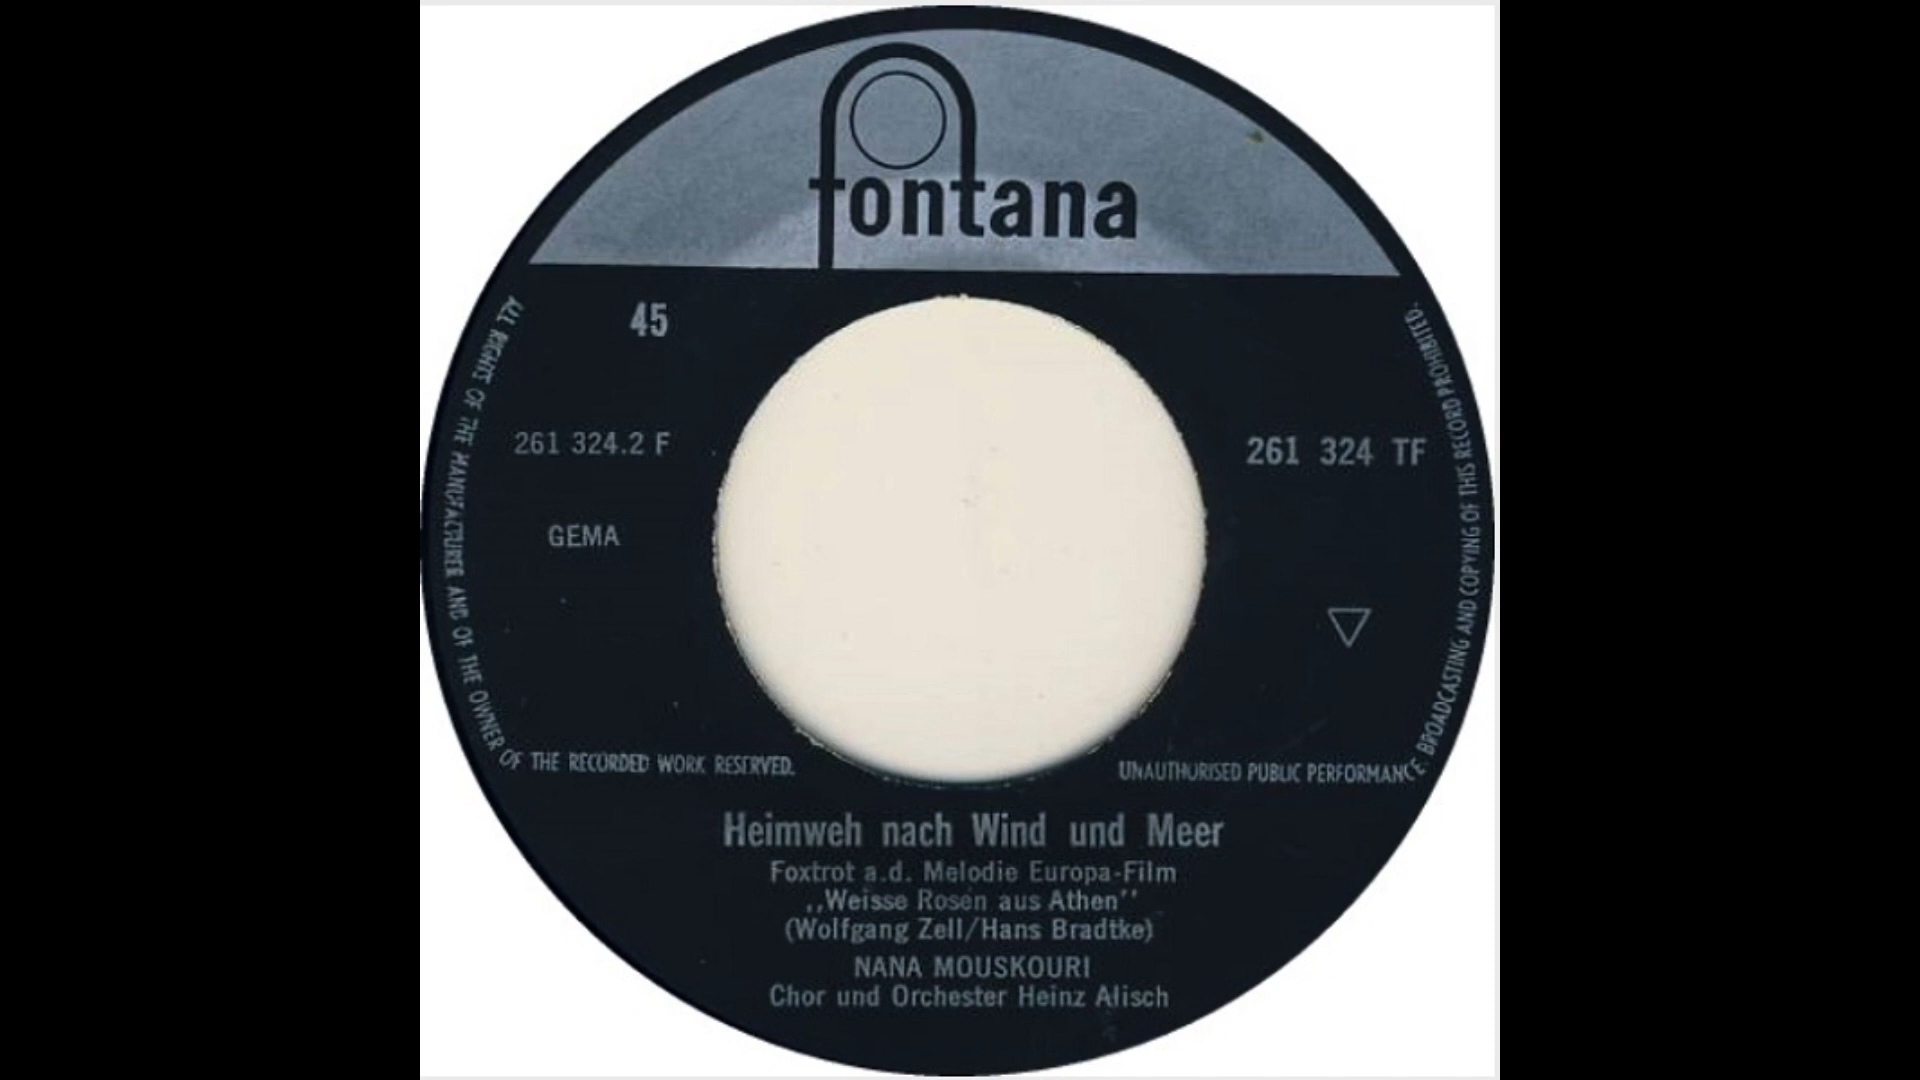 fontana
45
261 324.2 F
261 324 TF
GEMA
ALL RIGHTS OF THE MANUFACTURER AND OF THE OWNER OF THE RECORDED WORK RESERVED.
UNAUTHORISED PUBLIC PERFORMANCE, BROADCASTING AND COPYING OF THIS RECORD PROHIBITED.
Heimweh nach Wind und Meer
Foxtrot a.d. Melodie Europa-Film
,,Weisse Rosen aus Athen’’
(Wolfgang Zell/Hans Bradtke)
NANA MOUSKOURI
Chor und Orchester Heinz Alisch